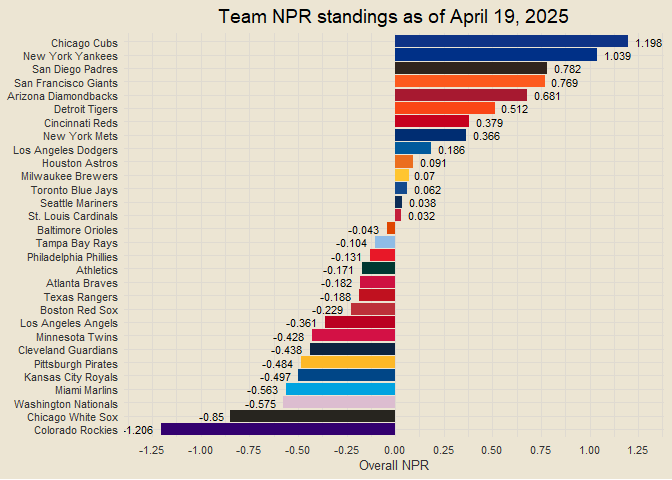 Team NPR standings as of April 19, 2025
Chicago Cubs 1.198
New York Yankees 1.039
San Diego Padres 0.782
San Francisco Giants 0.769
Arizona Diamondbacks 0.681
Detroit Tigers 0.512
Cincinnati Reds 0.379
New York Mets 0.366
Los Angeles Dodgers 0.186
Houston Astros 0.091
Milwaukee Brewers 0.07
Toronto Blue Jays 0.062
Seattle Mariners 0.038
St. Louis Cardinals 0.032
Baltimore Orioles -0.043
Tampa Bay Rays -0.104
Philadelphia Phillies -0.131
Athletics -0.171
Atlanta Braves -0.182
Texas Rangers -0.188
Boston Red Sox -0.229
Los Angeles Angels -0.361
Minnesota Twins -0.428
Cleveland Guardians -0.438
Pittsburgh Pirates -0.484
Kansas City Royals -0.497
Miami Marlins -0.563
Washington Nationals -0.575
Chicago White Sox -0.85
Colorado Rockies -1.206
-1.25 -1.00 -0.75 -0.50 -0.25 0.00 0.25 0.50 0.75 1.00 1.25
Overall NPR